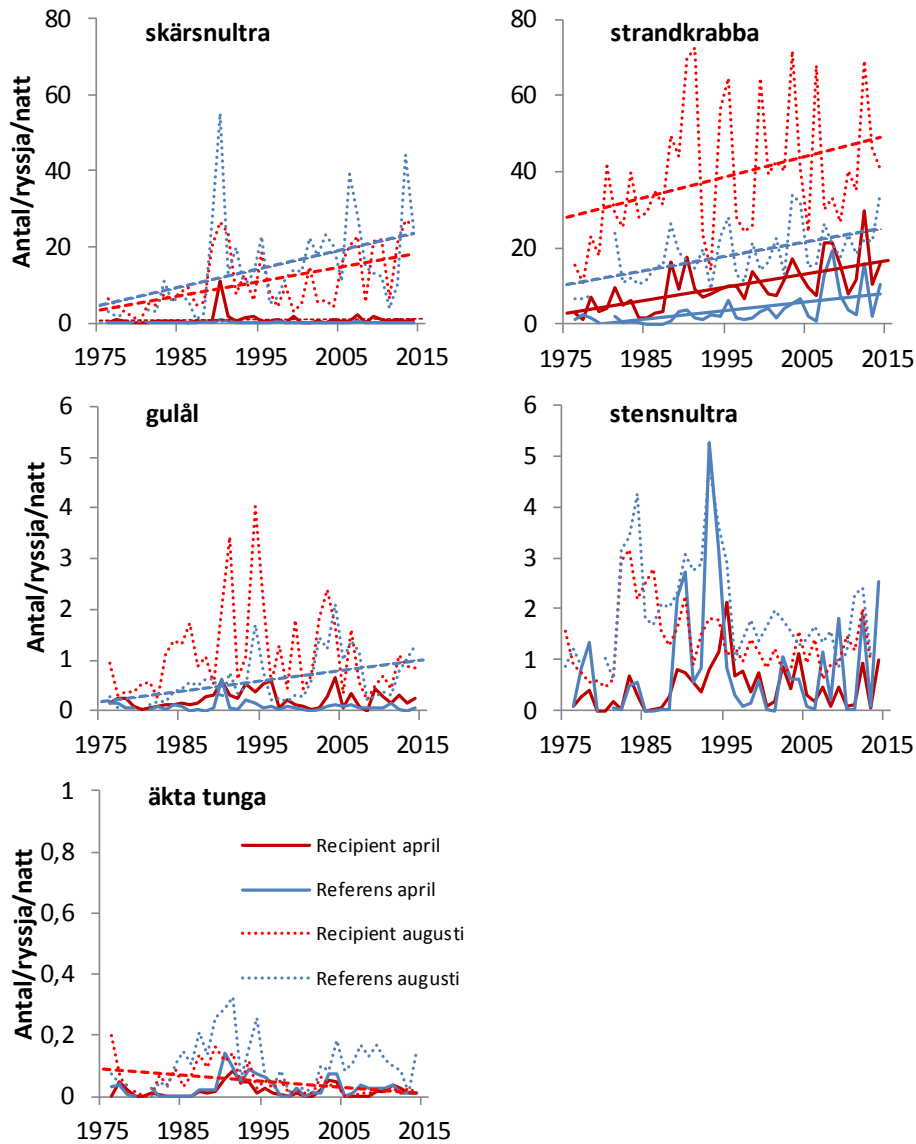 skärsnultra
Antal/ryssja/natt
80
60
40
20
0
1975 1985 1995 2005 2015
strandkrabba
80
60
40
20
0
1975 1985 1995 2005 2015
gulål
Antal/ryssja/natt
6
5
4
3
2
1
0
1975 1985 1995 2005 2015
stensnultra
6
5
4
3
2
1
0
1975 1985 1995 2005 2015
äkta tunga
Antal/ryssja/natt
1
0,8
0,6
0,4
0,2
0
1975 1985 1995 2005 2015
Recipient april
Referens april
Recipient augusti
Referens augusti